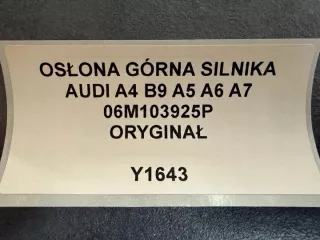 OSŁONA GÓRNA SILNIKA
AUDI A4 B9 A5 A6 A7
06M103925P
ORYGINAŁ
Y1643